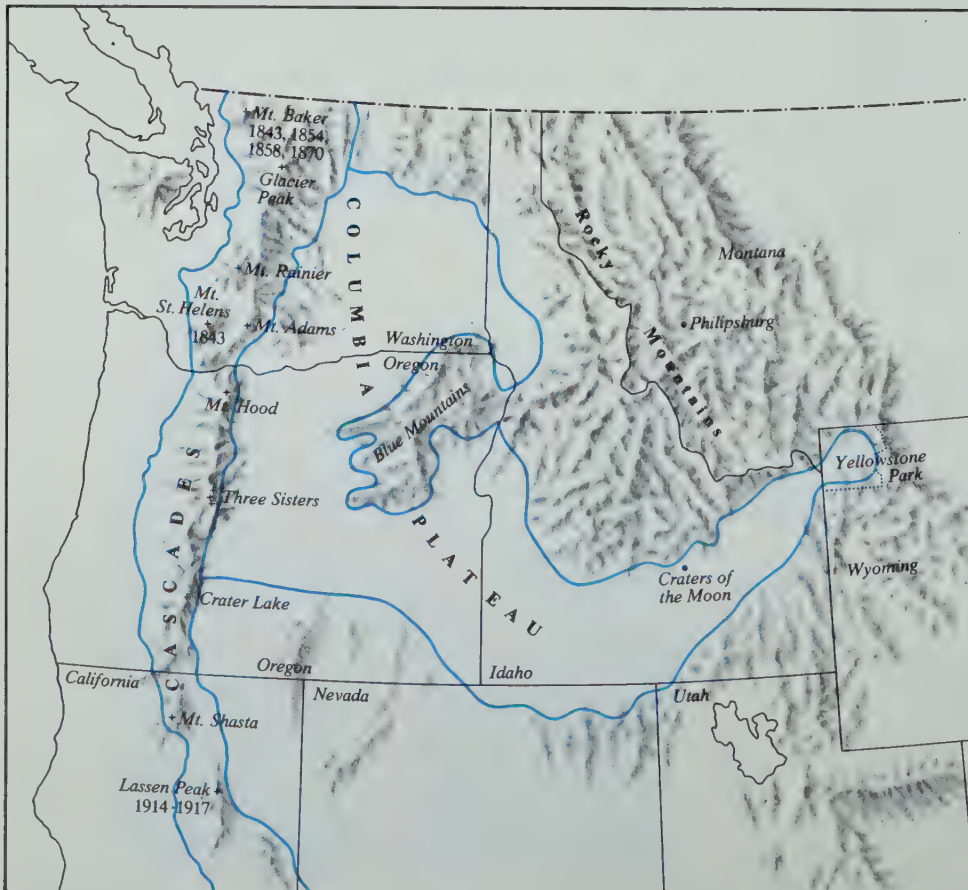 Mt. Baker
1843, 1854,
1858, 1870
Glacier
Peak
COLUMBIA
Rocky
Montana
Mt. Rainier
Mt.
St. Helens
1843
Mt. Adams
Philipsburg
Washington
Oregon
Mountains
Mt. Hood
Blue Mountains
Yellowstone
Park
CASCADES
Three Sisters
PLATEAU
Craters of
the Moon
Wyoming
Crater Lake
Oregon
Idaho
California
Nevada
Utah
Mt. Shasta
Lassen Peak
1914-1917